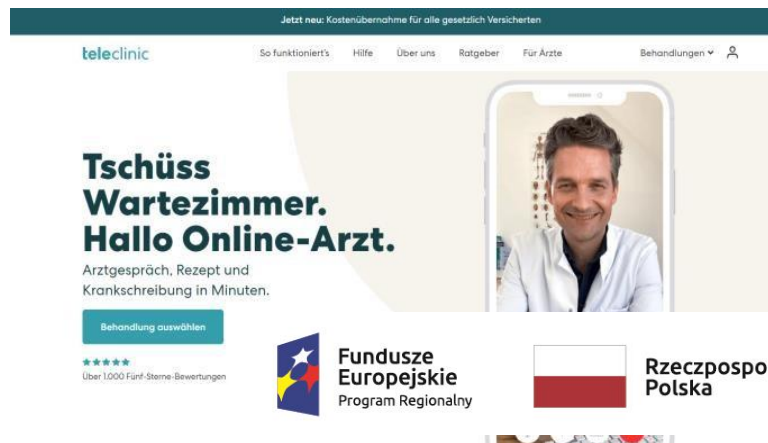 Jetzt neu: Kostenübernahme für alle gesetzlich Versicherten
teleclinic
So funktioniert's Hilfe Über uns Ratgeber Für Ärzte Behandlungen
Tschüss
Wartezimmer.
Hallo Online-Arzt.
Arztgespräch, Rezept und
Krankschreibung in Minuten.
Behandlung auswählen
Über 1.000 Fünf-Sterne-Bewertungen
Fundusze
Europejskie
Program Regionalny
Rzeczpospo
Polska